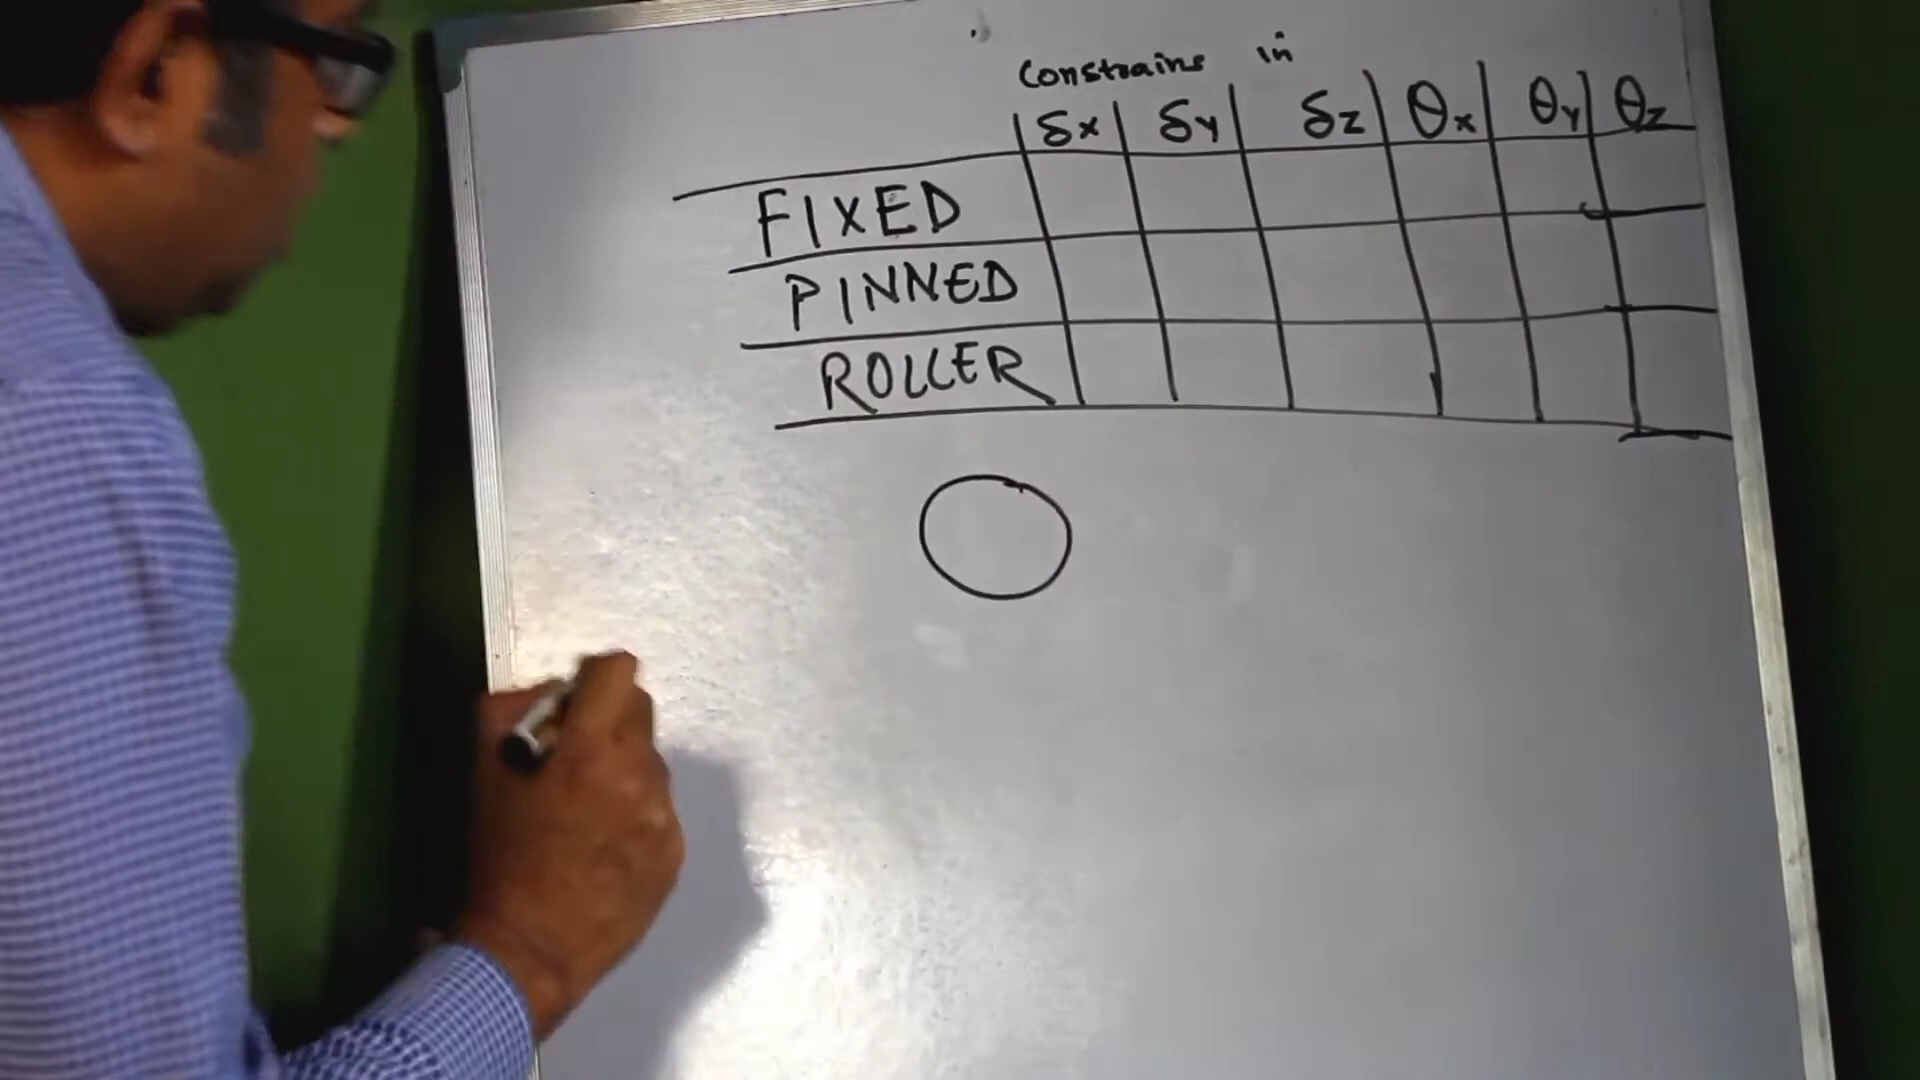 Constrains in
δx δy δz θx θy θz
FIXED
PINNED
ROLLER